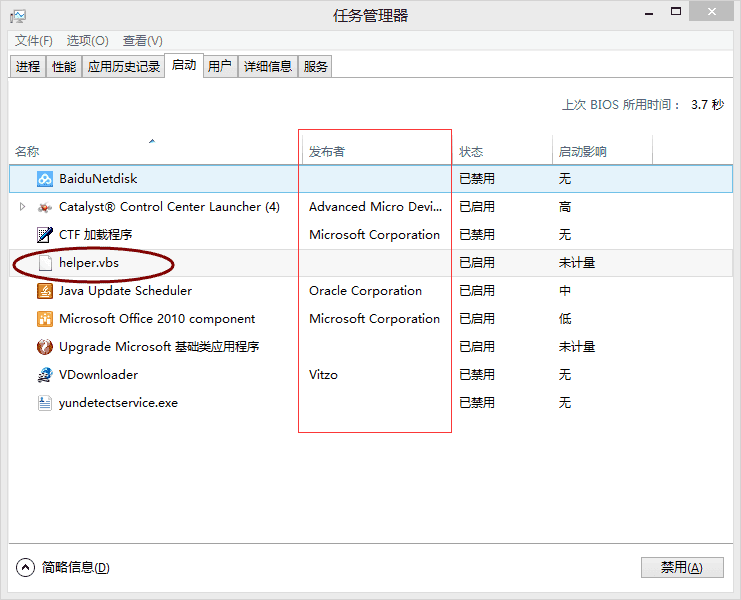 任务管理器
文件(F) 选项(O) 查看(V)
进程 性能 应用历史记录 启动 用户 详细信息 服务
上次 BIOS 所用时间： 3.7 秒
名称 发布者 状态 启动影响
BaiduNetdisk 已禁用 无
Catalyst® Control Center Launcher (4) Advanced Micro Devi... 已启用 高
CTF 加载程序 Microsoft Corporation 已禁用 无
helper.vbs 已启用 未计量
Java Update Scheduler Oracle Corporation 已启用 中
Microsoft Office 2010 component Microsoft Corporation 已启用 低
Upgrade Microsoft 基础类应用程序 已启用 未计量
VDownloader Vitzo 已禁用 无
yundetectservice.exe 已禁用 无
简略信息(D) 禁用(A)